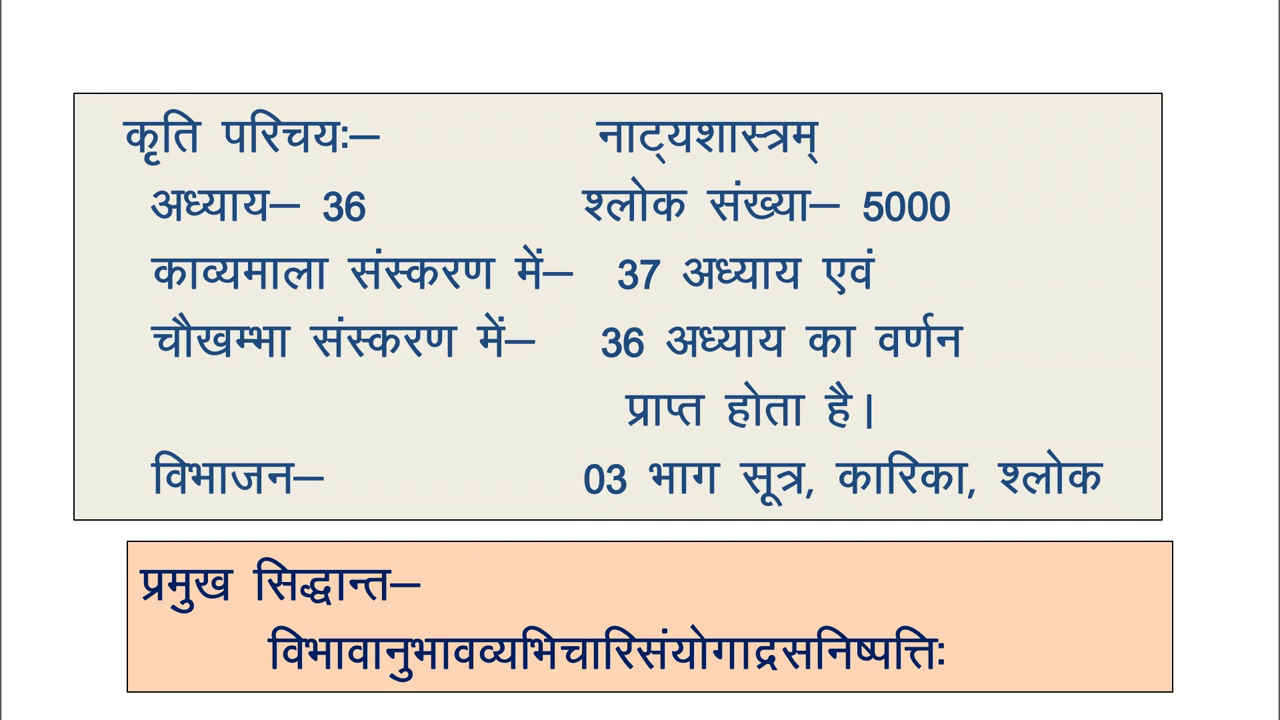 कृति परिचयः– नाट्यशास्त्रम्
अध्याय– 36 श्लोक संख्या– 5000
काव्यमाला संस्करण में– 37 अध्याय एवं
चौखम्भा संस्करण में– 36 अध्याय का वर्णन
प्राप्त होता है।
विभाजन– 03 भाग सूत्र, कारिका, श्लोक
प्रमुख सिद्धान्त–
विभावानुभावव्यभिचारिसंयोगाद्रसनिष्पत्तिः